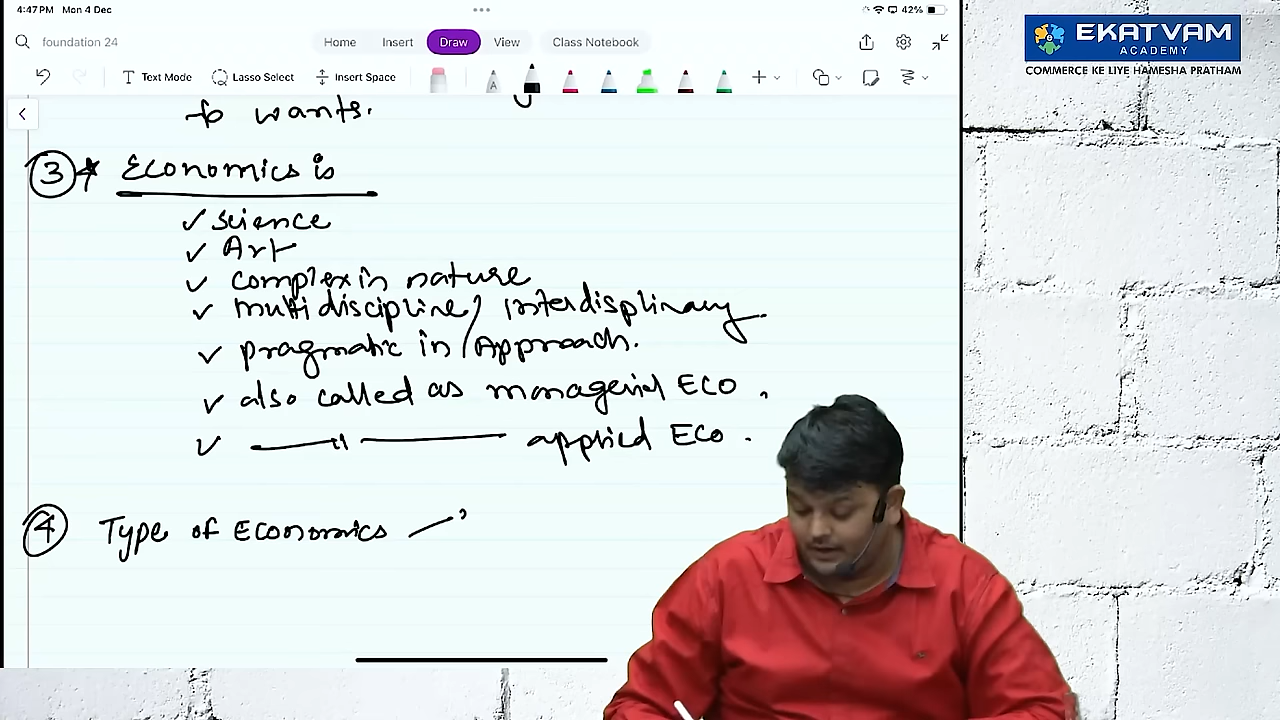 4:47 PM Mon 4 Dec
42%
foundation 24
Home Insert Draw View Class Notebook
Text Mode Lasso Select Insert Space
EKATVAM
ACADEMY
COMMERCE KE LIYE HAMESHA PRATHAM
to wants.
3 * Economics is
✓ Science
✓ Art
✓ complex in nature
✓ multidiscipline / Interdisplinary.
✓ pragmatic in Approach.
✓ also called as managerial ECO.
✓ —— 11 —— applied ECO.
4 Type of Economics